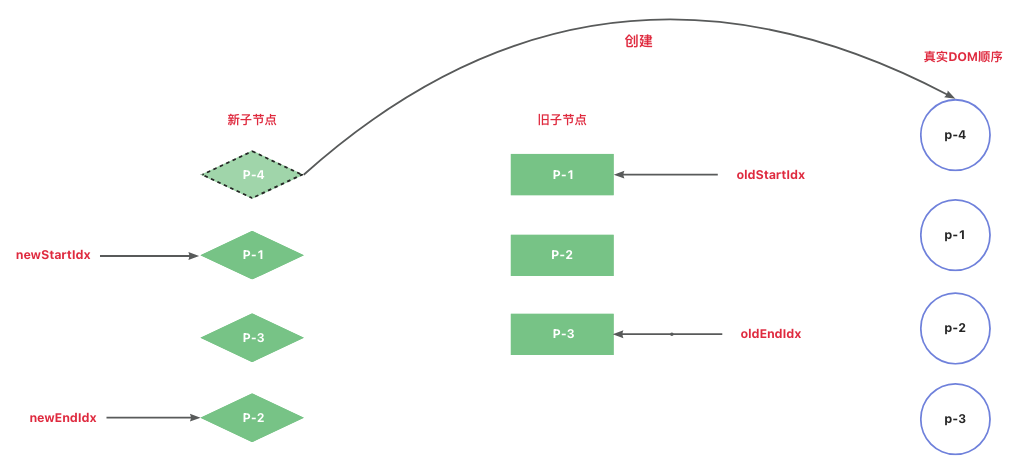 创建
真实DOM顺序
新子节点
旧子节点
p-4
P-4
P-1
oldStartIdx
newStartIdx
P-1
P-2
p-1
P-3
P-3
oldEndIdx
p-2
newEndIdx
P-2
p-3